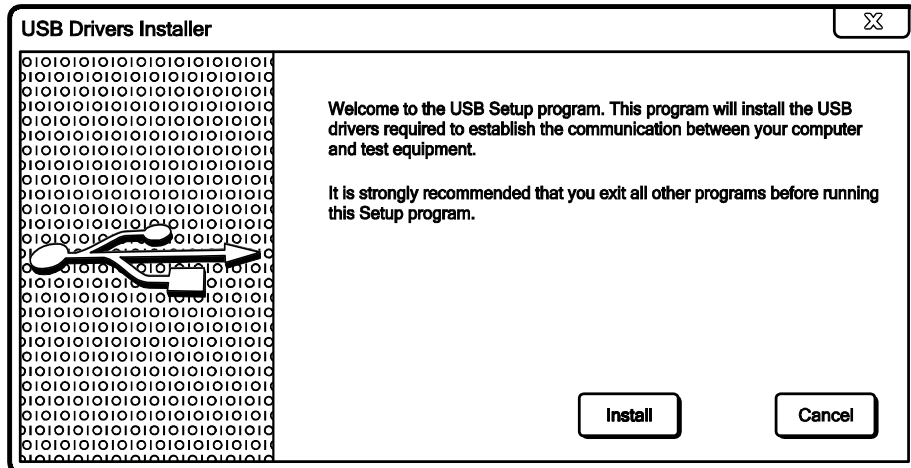 USB Drivers Installer
X
Welcome to the USB Setup program. This program will install the USB
drivers required to establish the communication between your computer
and test equipment.
It is strongly recommended that you exit all other programs before running
this Setup program.
Install
Cancel